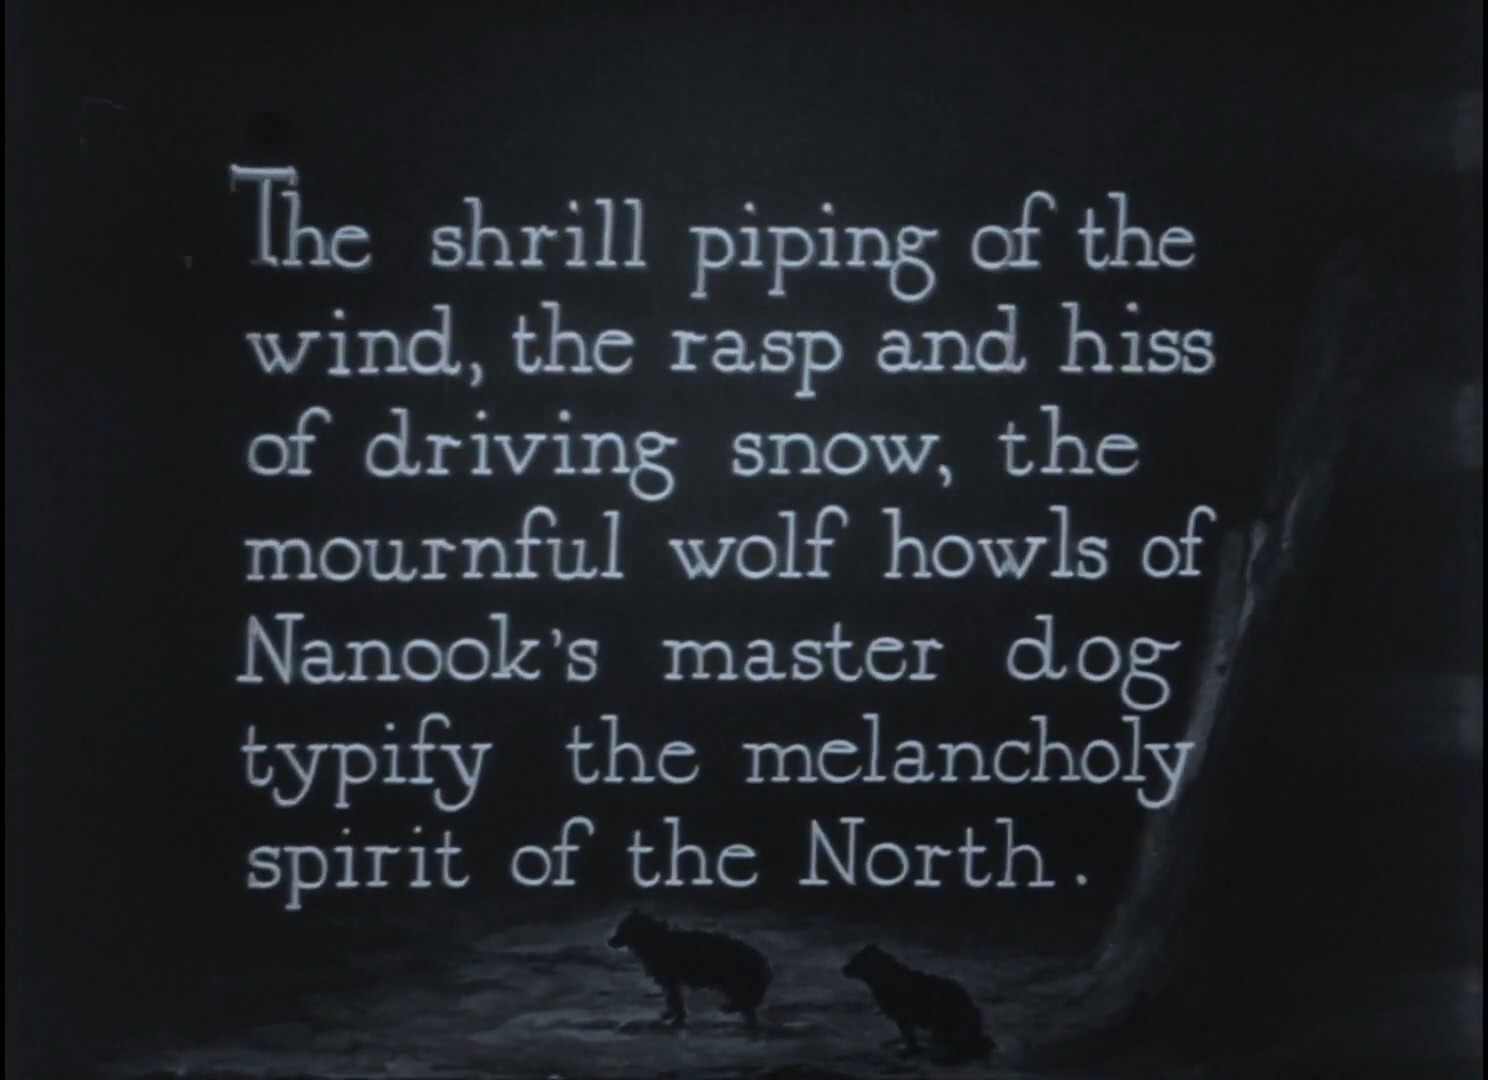 The shrill piping of the
wind, the rasp and hiss
of driving snow, the
mournful wolf howls of
Nanook's master dog
typify the melancholy
spirit of the North.